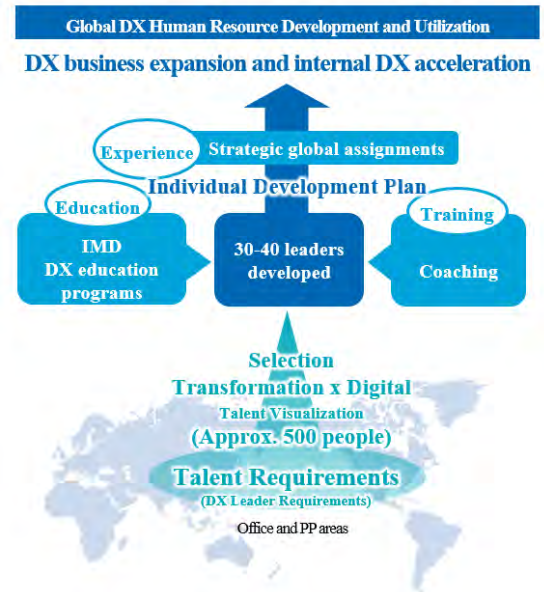 Global DX Human Resource Development and Utilization
DX business expansion and internal DX acceleration
Experience
Strategic global assignments
Individual Development Plan
Education
Training
IMD
DX education
programs
30-40 leaders
developed
Coaching
Selection
Transformation x Digital
Talent Visualization
(Approx. 500 people)
Talent Requirements
(DX Leader Requirements)
Office and PP areas